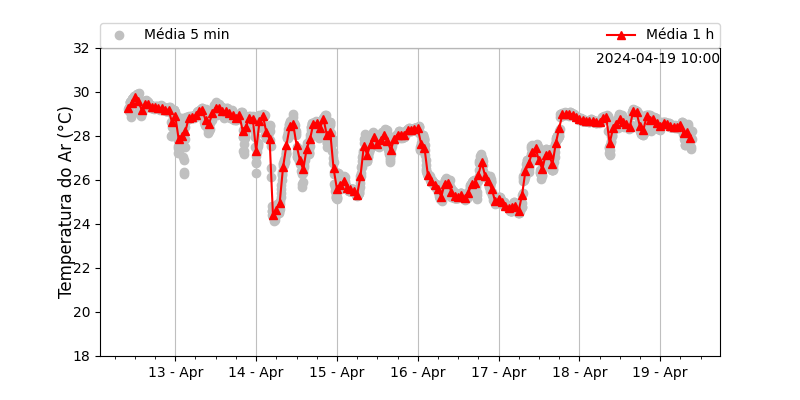 Média 5 min
Média 1 h
2024-04-19 10:00
Temperatura do Ar (°C)
32
30
28
26
24
22
20
18
13 - Apr
14 - Apr
15 - Apr
16 - Apr
17 - Apr
18 - Apr
19 - Apr